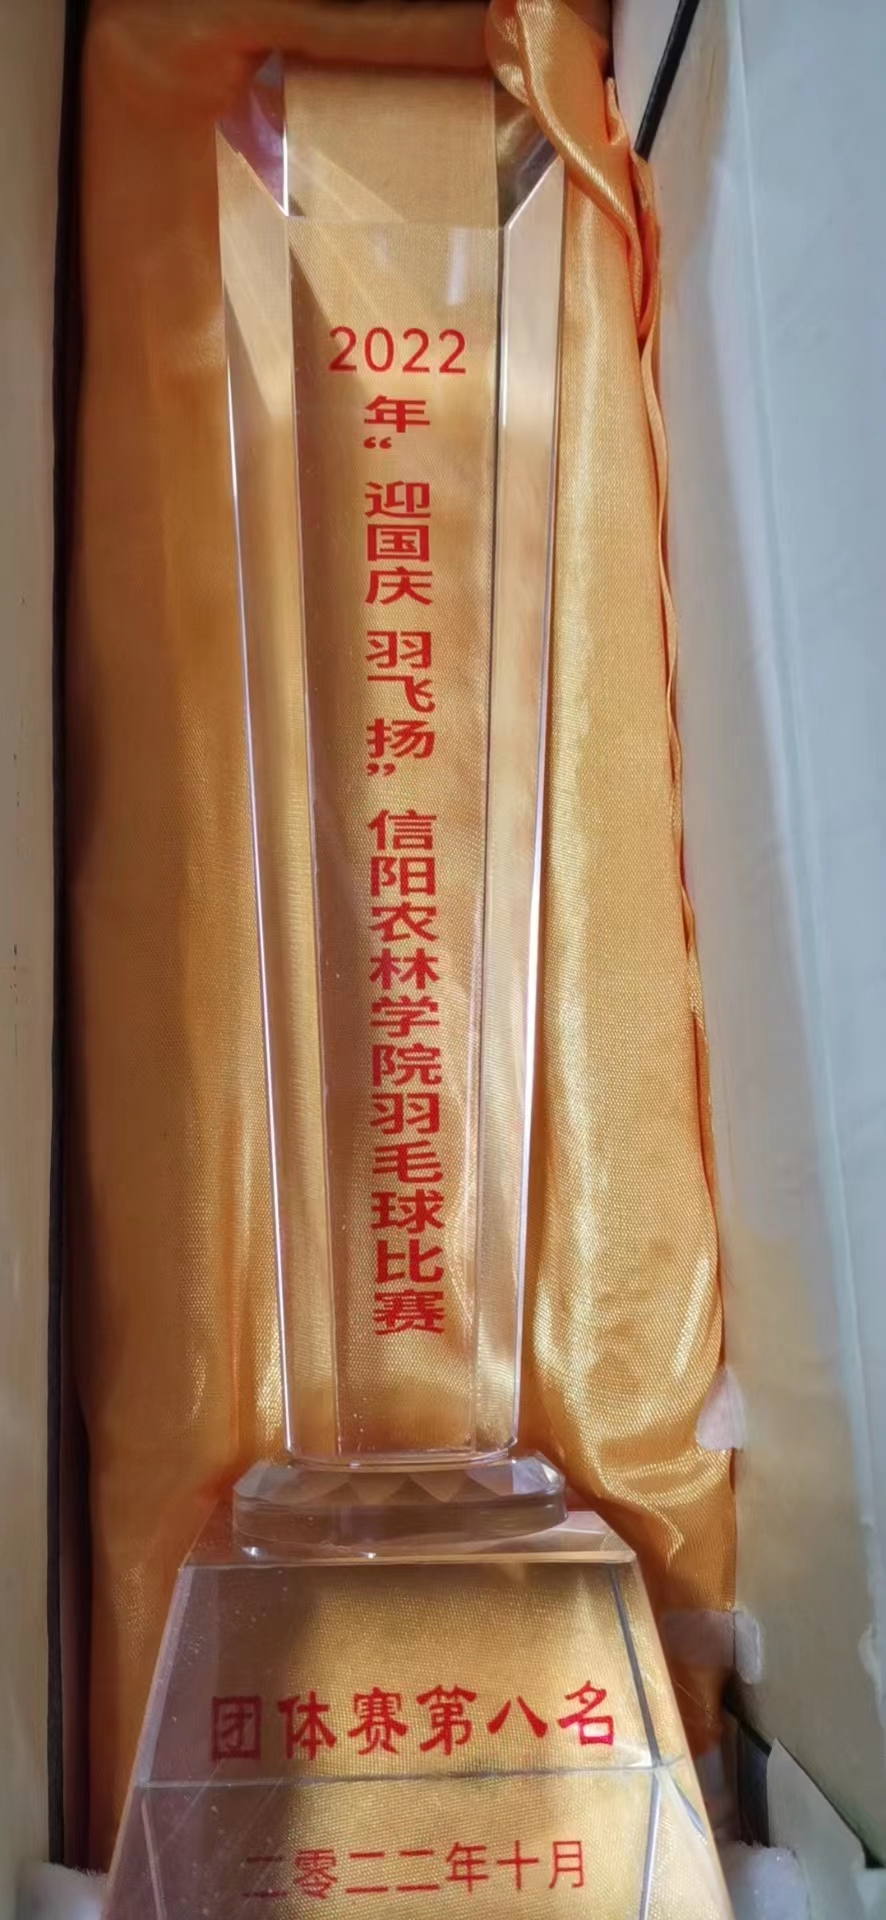 2022
年“迎国庆 羽飞扬”信阳农林学院羽毛球比赛
团体赛第八名
二零二二年十月